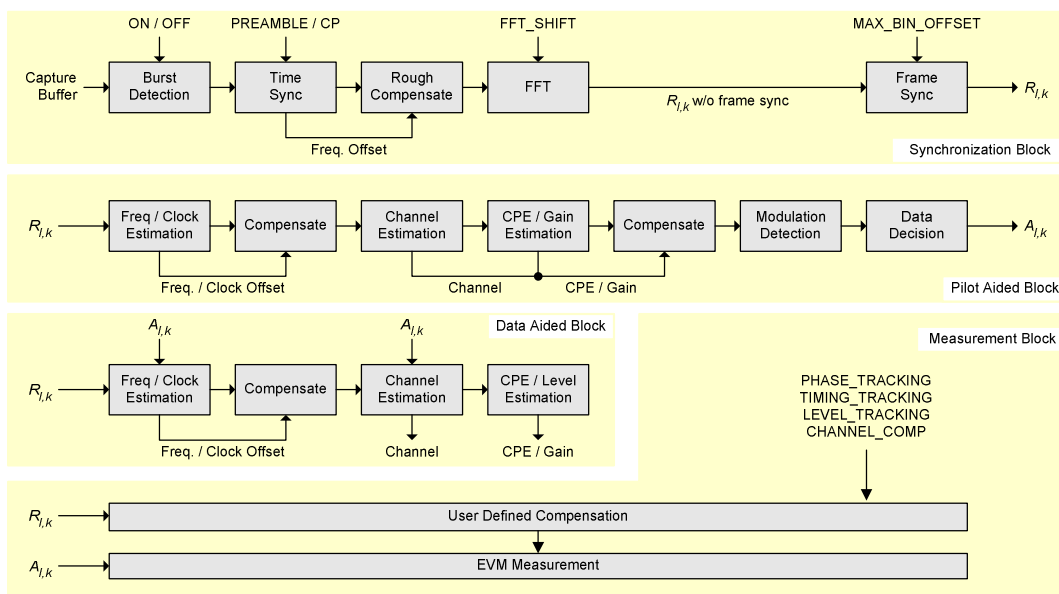 ON / OFF
PREAMBLE / CP
FFT_SHIFT
MAX_BIN_OFFSET
Capture
Buffer
Burst
Detection
Time
Sync
Rough
Compensate
FFT
R l,k w/o frame sync
Frame
Sync
R l,k
Freq. Offset
Synchronization Block
R l,k
Freq / Clock
Estimation
Compensate
Channel
Estimation
CPE / Gain
Estimation
Compensate
Modulation
Detection
Data
Decision
A l,k
Freq. / Clock Offset
Channel
CPE / Gain
Pilot Aided Block
A l,k
A l,k
Data Aided Block
R l,k
Freq / Clock
Estimation
Compensate
Channel
Estimation
CPE / Level
Estimation
Freq. / Clock Offset
Channel
CPE / Gain
Measurement Block
PHASE_TRACKING
TIMING_TRACKING
LEVEL_TRACKING
CHANNEL_COMP
R l,k
User Defined Compensation
A l,k
EVM Measurement